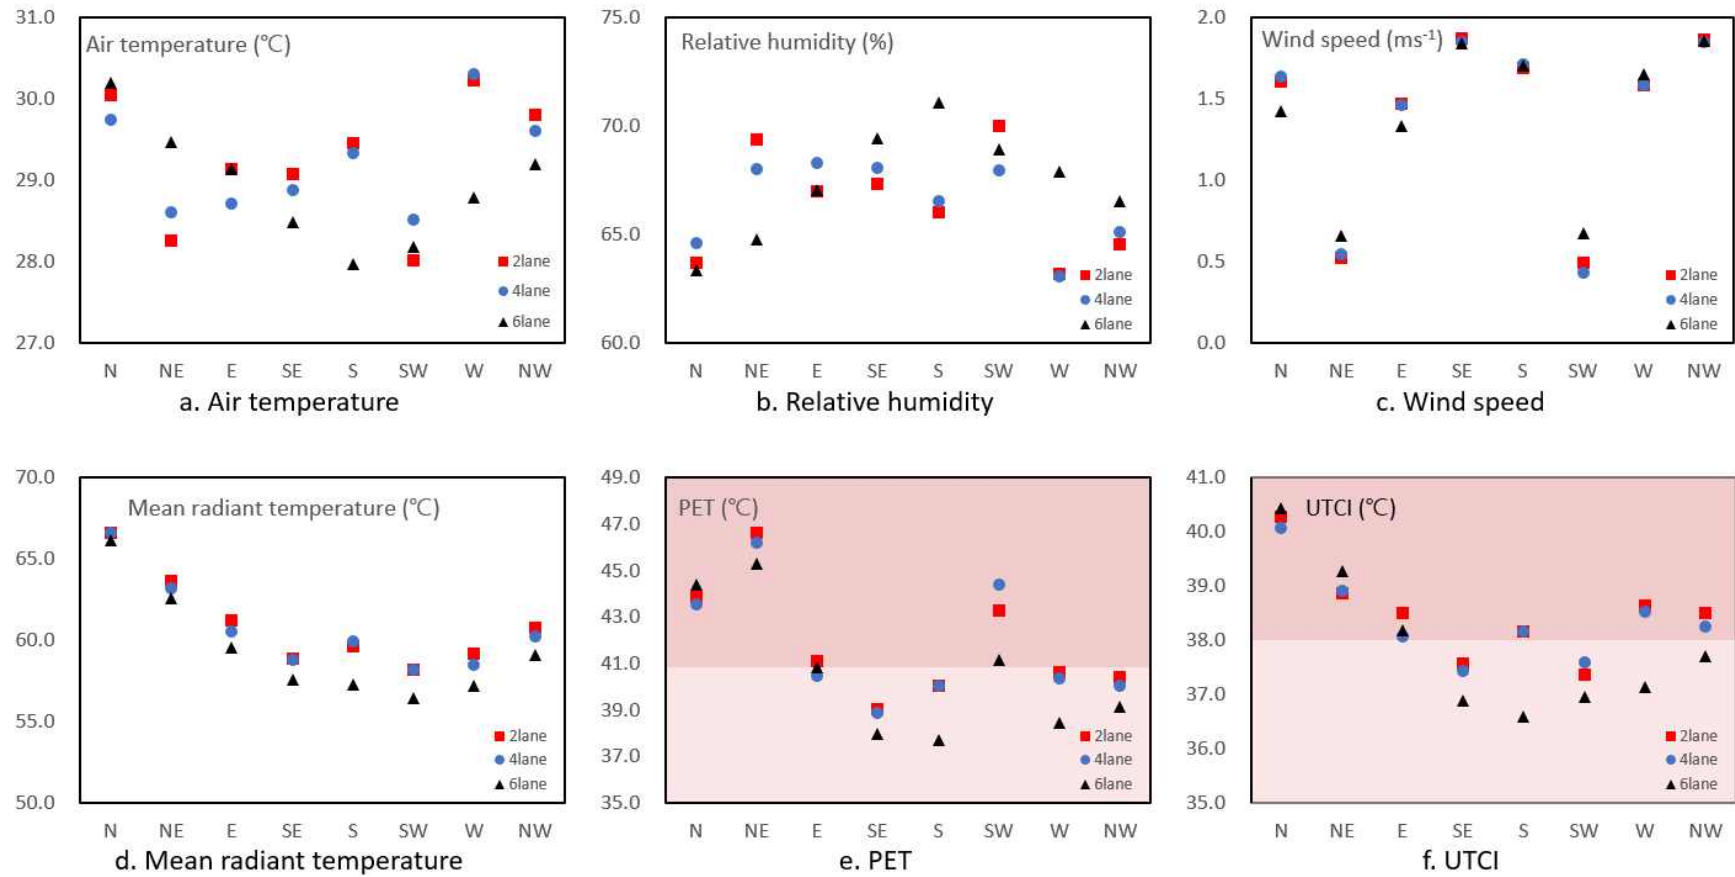 31.0
30.0
29.0
28.0
27.0
Air temperature (℃)
2lane
4lane
6lane
N NE E SE S SW W NW
a. Air temperature
75.0
70.0
65.0
60.0
Relative humidity (%)
2lane
4lane
6lane
N NE E SE S SW W NW
b. Relative humidity
2.0
1.5
1.0
0.5
0.0
Wind speed (ms⁻¹)
2lane
4lane
6lane
N NE E SE S SW W NW
c. Wind speed
70.0
65.0
60.0
55.0
50.0
Mean radiant temperature (℃)
2lane
4lane
6lane
N NE E SE S SW W NW
d. Mean radiant temperature
49.0
47.0
45.0
43.0
41.0
39.0
37.0
35.0
PET (℃)
2lane
4lane
6lane
N NE E SE S SW W NW
e. PET
41.0
40.0
39.0
38.0
37.0
36.0
35.0
UTCI (℃)
2lane
4lane
6lane
N NE E SE S SW W NW
f. UTCI